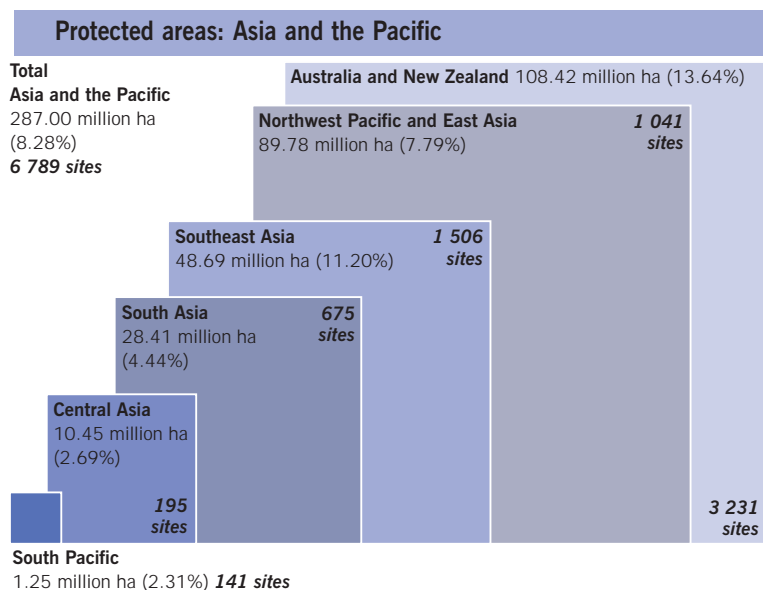 Protected areas: Asia and the Pacific
Total
Asia and the Pacific
287.00 million ha
(8.28%)
6 789 sites
Australia and New Zealand 108.42 million ha (13.64%)
3 231
sites
Northwest Pacific and East Asia
89.78 million ha (7.79%)
1 041
sites
Southeast Asia
48.69 million ha (11.20%)
1 506
sites
South Asia
28.41 million ha
(4.44%)
675
sites
Central Asia
10.45 million ha
(2.69%)
195
sites
South Pacific
1.25 million ha (2.31%) 141 sites